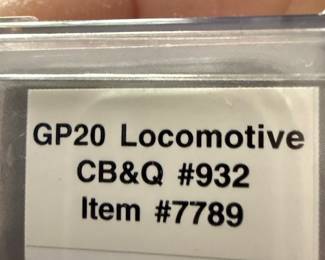 GP20 Locomotive
CB&Q #932
Item #7789